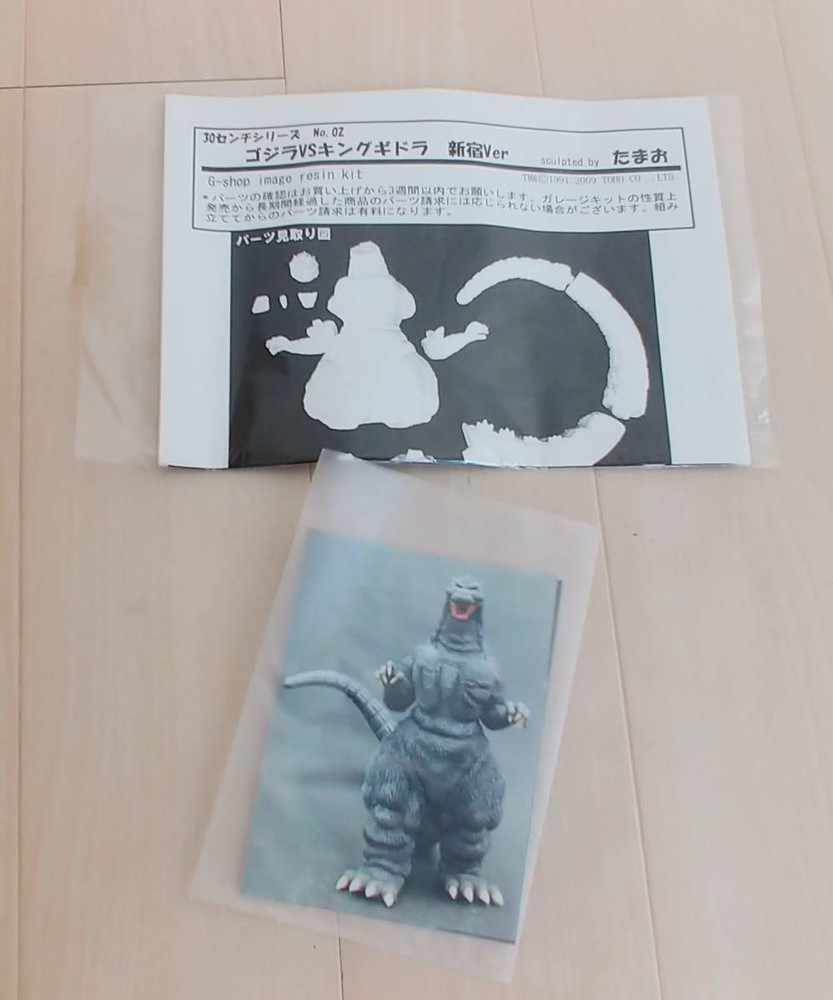 30センチシリーズ No.02
ゴジラVSキングギドラ 新宿Ver sculpted by たまお
G-shop image resin kit TM&©1991,2009 TOHO CO.,LTD.
*パーツの確認はお買い上げから3週間以内でお願いします。ガレージキットの性質上
発売から長期間経過した商品のパーツ請求には応じられない場合がございます。組み
立ててからのパーツ請求は有料になります。
パーツ見取り図